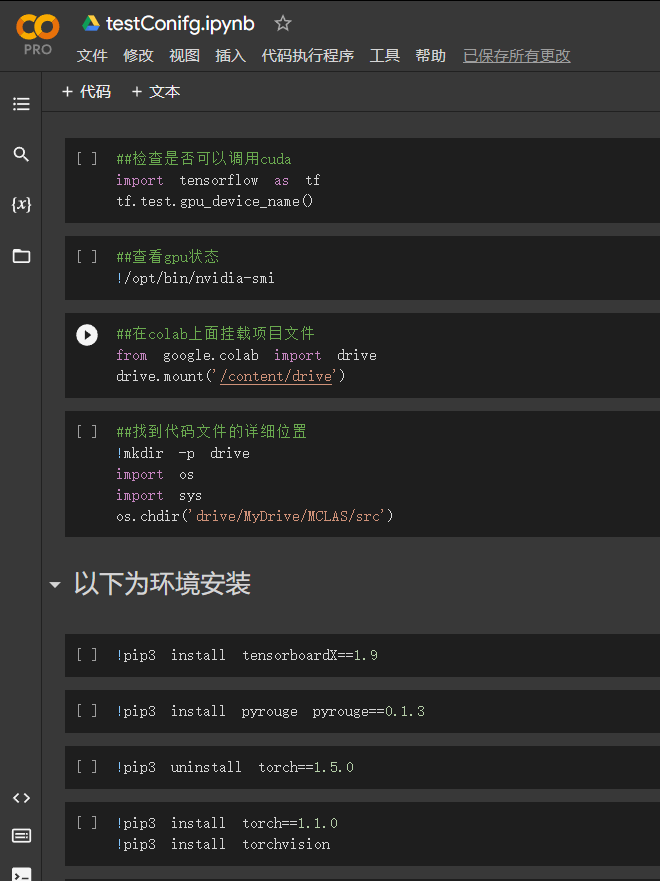 testConifg.ipynb
PRO
文件 修改 视图 插入 代码执行程序 工具 帮助 已保存所有更改
+ 代码 + 文本
[ ] ##检查是否可以调用cuda
import tensorflow as tf
tf.test.gpu_device_name()
[ ] ##查看gpu状态
!/opt/bin/nvidia-smi
##在colab上面挂载项目文件
from google.colab import drive
drive.mount('/content/drive')
[ ] ##找到代码文件的详细位置
!mkdir -p drive
import os
import sys
os.chdir('drive/MyDrive/MCLAS/src')
以下为环境安装
[ ] !pip3 install tensorboardX==1.9
[ ] !pip3 install pyrouge pyrouge==0.1.3
[ ] !pip3 uninstall torch==1.5.0
[ ] !pip3 install torch==1.1.0
!pip3 install torchvision